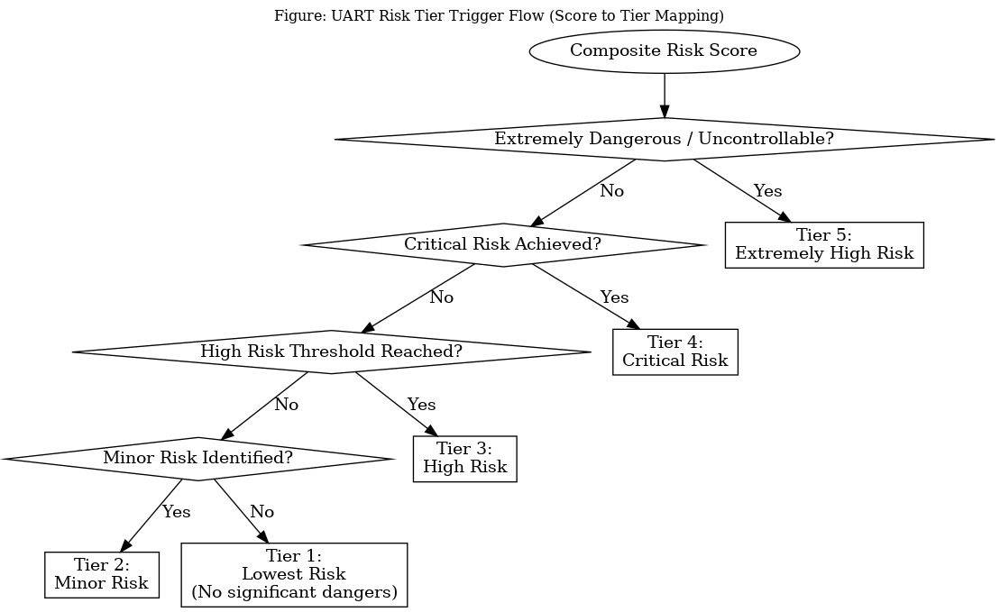 Figure: UART Risk Tier Trigger Flow (Score to Tier Mapping)
Composite Risk Score
Extremely Dangerous / Uncontrollable?
No
Yes
Critical Risk Achieved?
Tier 5:
Extremely High Risk
No
Yes
High Risk Threshold Reached?
Tier 4:
Critical Risk
No
Yes
Minor Risk Identified?
Tier 3:
High Risk
Yes
No
Tier 2:
Minor Risk
Tier 1:
Lowest Risk
(No significant dangers)